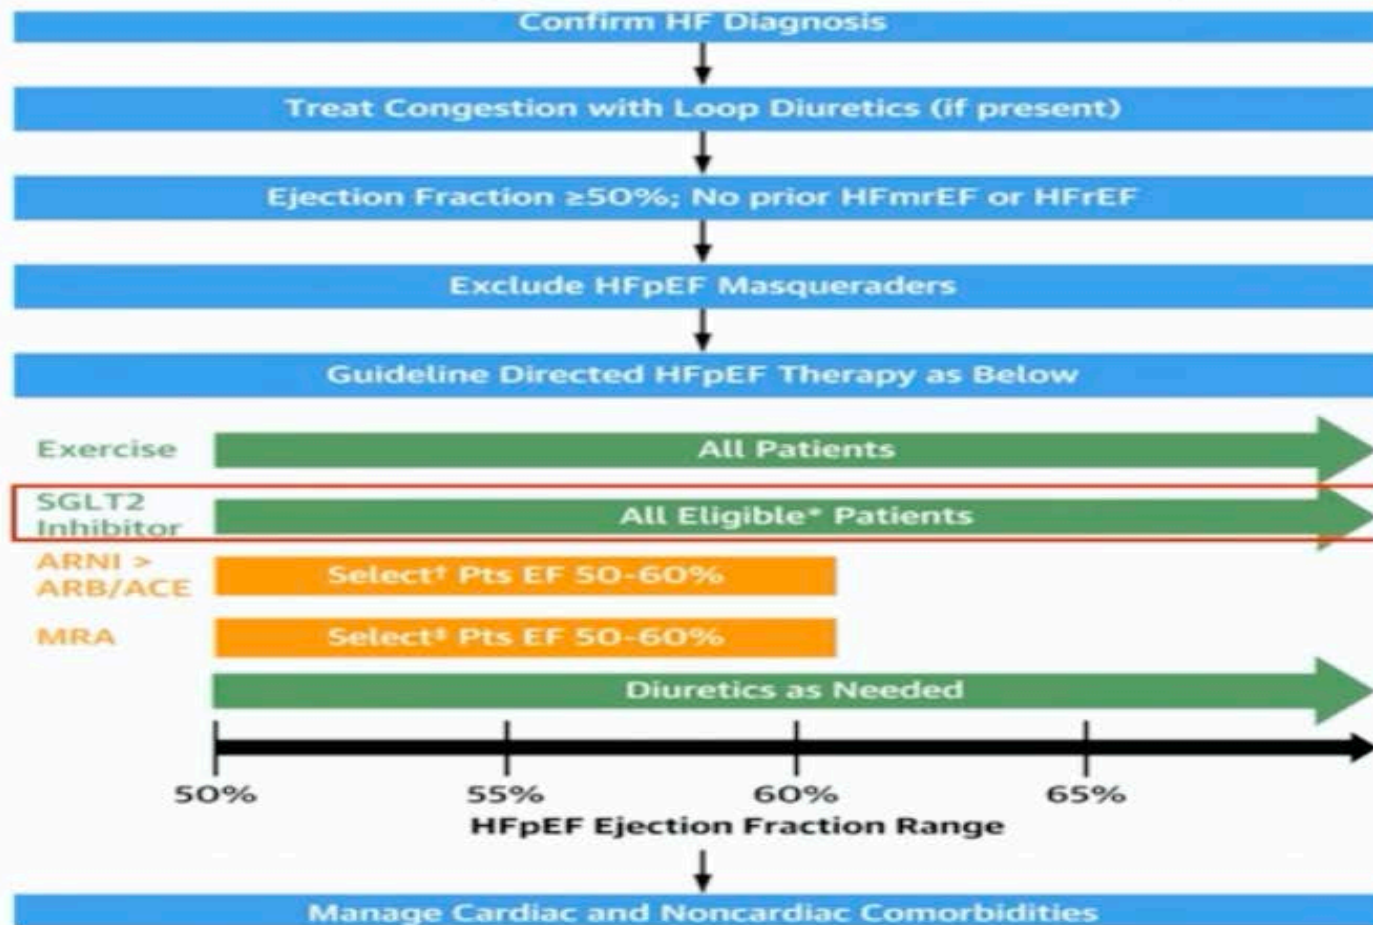 Confirm HF Diagnosis
Treat Congestion with Loop Diuretics (if present)
Ejection Fraction ≥50%; No prior HFmrEF or HFrEF
Exclude HFpEF Masqueraders
Guideline Directed HFpEF Therapy as Below
Exercise
All Patients
SGLT2
Inhibitor
All Eligible* Patients
ARNI >
ARB/ACE
Select† Pts EF 50-60%
MRA
Select‡ Pts EF 50-60%
Diuretics as Needed
50% 55% 60% 65%
HFpEF Ejection Fraction Range
Manage Cardiac and Noncardiac Comorbidities